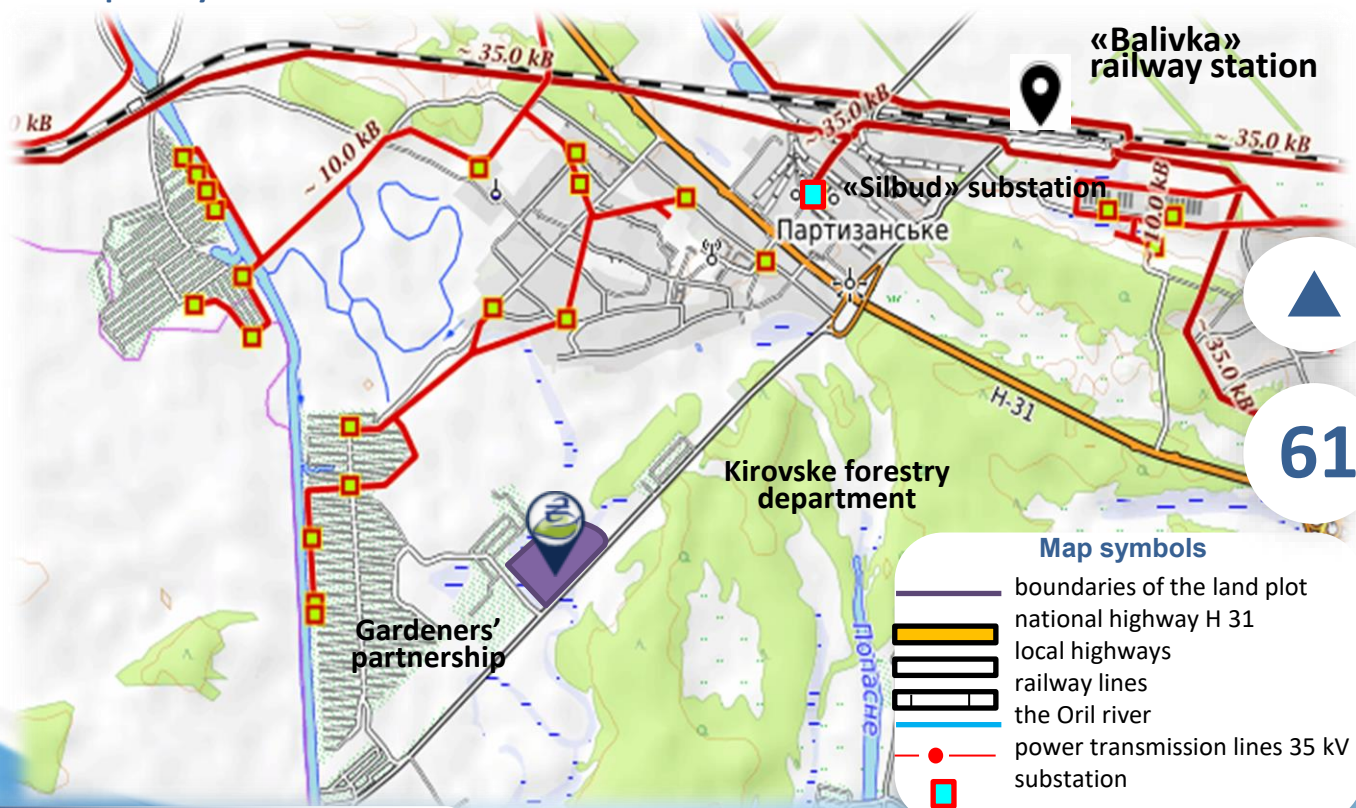 «Balivka»
railway station
~ 35.0 kB
0 kB
~35.0 kB
~ 35.0 kB
~ 10.0 kB
«Silbud» substation
~10.0 kB
Партизанське
~35.0 kB
H-31
61
Kirovske forestry
department
Gardeners'
partnership
Попасне
Map symbols
boundaries of the land plot
national highway H 31
local highways
railway lines
the Oril river
power transmission lines 35 kV
substation